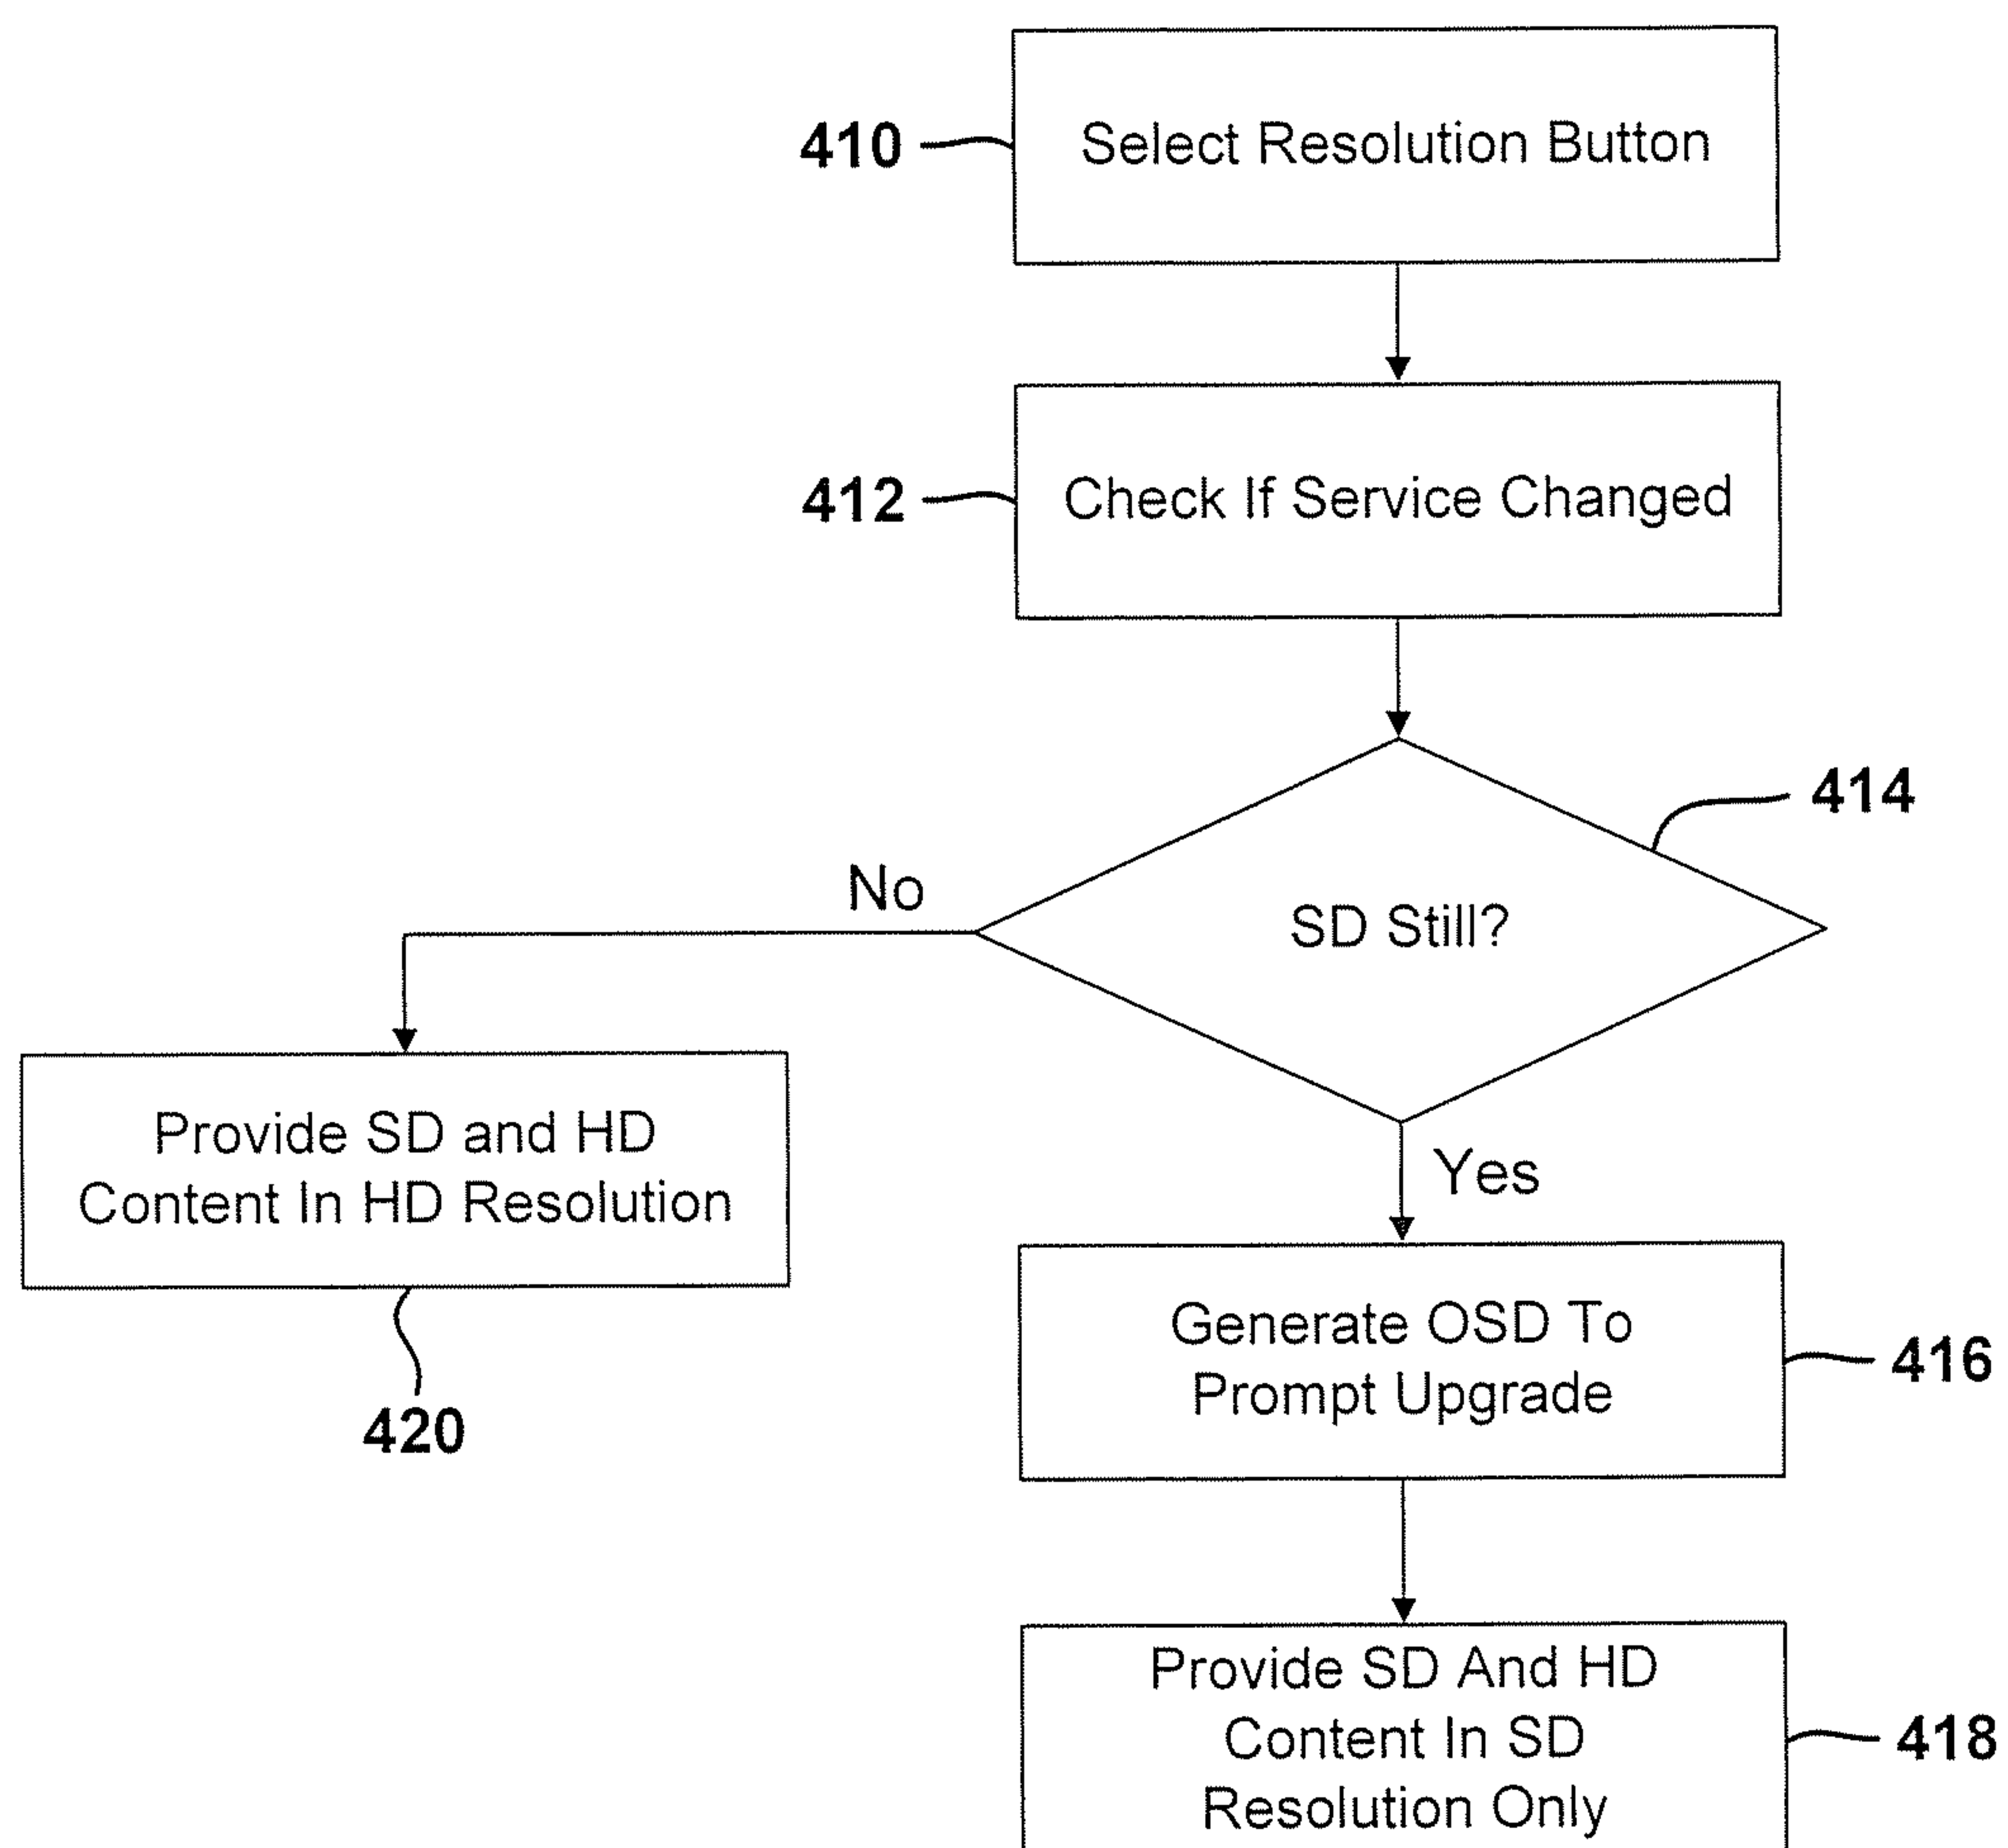 410
Select Resolution Button
412
Check If Service Changed
414
SD Still?
No
Yes
Provide SD and HD
Content In HD Resolution
420
Generate OSD To
Prompt Upgrade
416
Provide SD And HD
Content In SD
Resolution Only
418